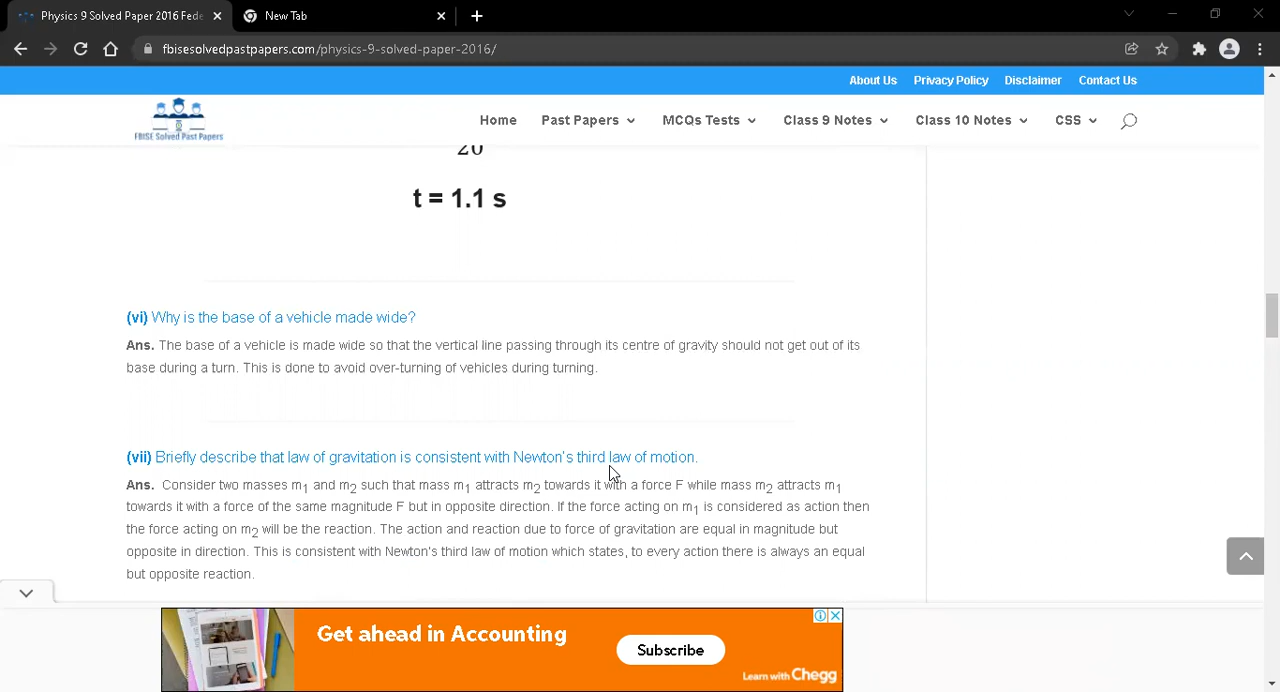 Physics 9 Solved Paper 2016 Fede
New Tab
fbisesolvedpastpapers.com/physics-9-solved-paper-2016/
About Us Privacy Policy Disclaimer Contact Us
FBISE Solved Past Papers
Home Past Papers MCQs Tests Class 9 Notes Class 10 Notes CSS
20
t = 1.1 s
(vi) Why is the base of a vehicle made wide?
Ans. The base of a vehicle is made wide so that the vertical line passing through its centre of gravity should not get out of its
base during a turn. This is done to avoid over-turning of vehicles during turning.
(vii) Briefly describe that law of gravitation is consistent with Newton's third law of motion.
Ans. Consider two masses m1 and m2 such that mass m1 attracts m2 towards it with a force F while mass m2 attracts m1
towards it with a force of the same magnitude F but in opposite direction. If the force acting on m1 is considered as action then
the force acting on m2 will be the reaction. The action and reaction due to force of gravitation are equal in magnitude but
opposite in direction. This is consistent with Newton's third law of motion which states, to every action there is always an equal
but opposite reaction.
Get ahead in Accounting
Subscribe
Learn with Chegg